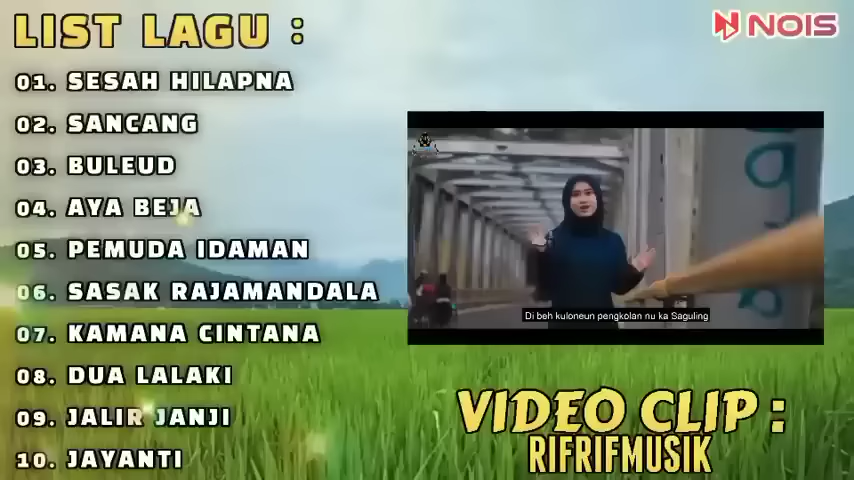 LIST LAGU :
01. SESAH HILAPNA
02. SANCANG
03. BULEUD
04. AYA BEJA
05. PEMUDA IDAMAN
06. SASAK RAJAMANDALA
07. KAMANA CINTANA
08. DUA LALAKI
09. JALIR JANJI
10. JAYANTI
NOIS
Di beh kuloneun pengkolan nu ka Saguling
VIDEO CLIP :
RIFRIFMUSIK